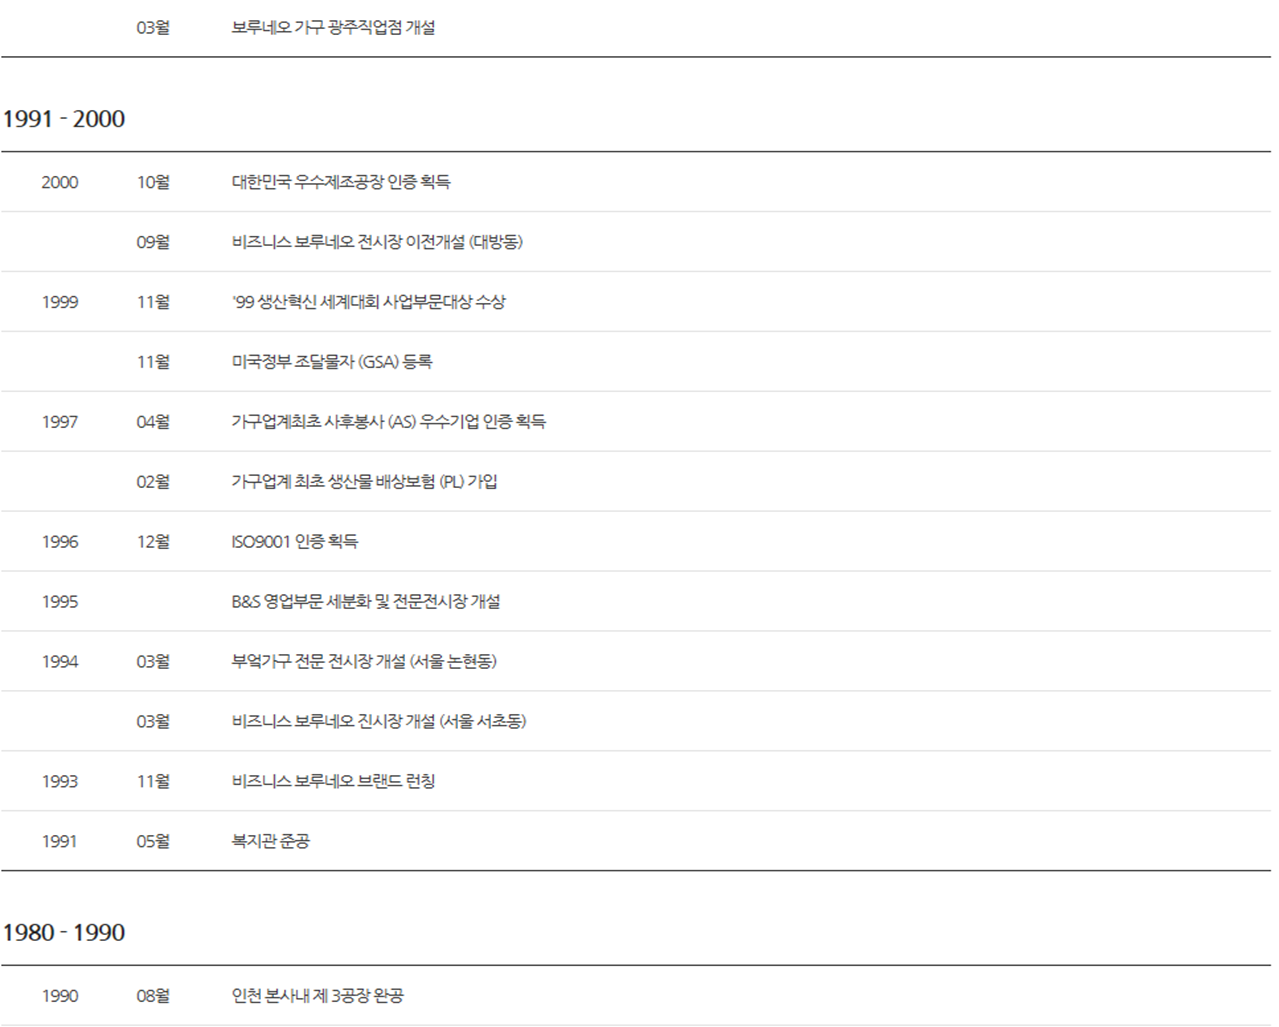 03월 보루네오 가구 광주직업점 개설
1991 - 2000
2000 10월 대한민국 우수제조공장 인증 획득
09월 비즈니스 보루네오 전시장 이전개설 (대방동)
1999 11월 '99 생산혁신 세계대회 사업부문대상 수상
11월 미국정부 조달물자 (GSA) 등록
1997 04월 가구업계최초 사후봉사 (AS) 우수기업 인증 획득
02월 가구업계 최초 생산물 배상보험 (PL) 가입
1996 12월 ISO9001 인증 획득
1995 B&S 영업부문 세분화 및 전문전시장 개설
1994 03월 부엌가구 전문 전시장 개설 (서울 논현동)
03월 비즈니스 보루네오 진시장 개설 (서울 서초동)
1993 11월 비즈니스 보루네오 브랜드 런칭
1991 05월 복지관 준공
1980 - 1990
1990 08월 인천 본사내 제 3공장 완공